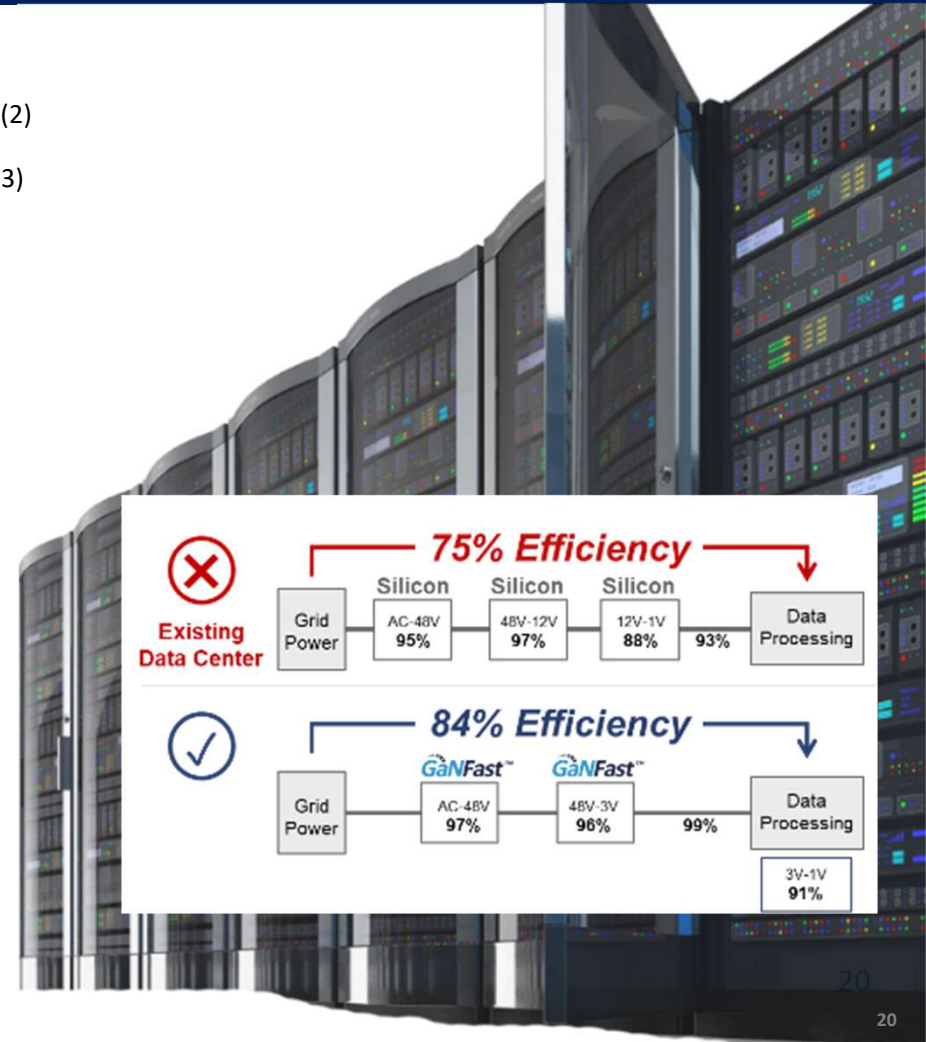 (2)
3)
75% Efficiency
Silicon Silicon Silicon
Existing
Data Center
Grid
Power
AC-48V
95%
48V-12V
97%
12V-1V
88%
93%
Data
Processing
84% Efficiency
GaNFast™ GaNFast™
Grid
Power
AC-48V
97%
48V-3V
96%
99%
Data
Processing
3V-1V
91%
20
20